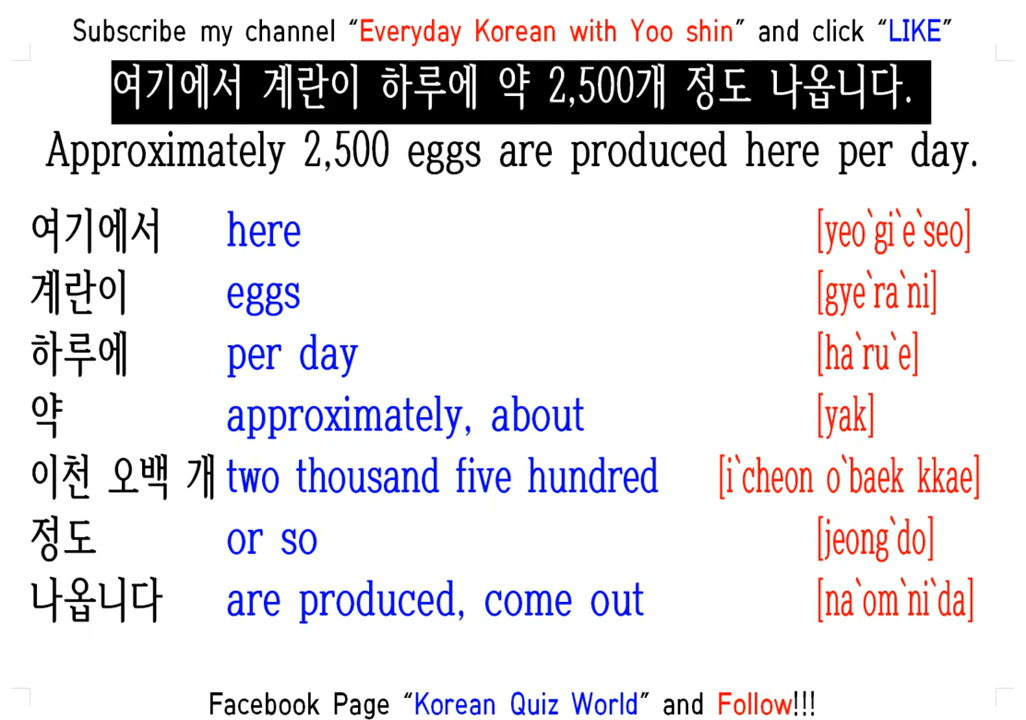 Subscribe my channel “Everyday Korean with Yoo shin” and click “LIKE”
여기에서 계란이 하루에 약 2,500개 정도 나옵니다.
Approximately 2,500 eggs are produced here per day.
여기에서 here [yeo`gi`e`seo]
계란이 eggs [gye`ra`ni]
하루에 per day [ha`ru`e]
약 approximately, about [yak]
이천 오백 개 two thousand five hundred [i`cheon o`baek kkae]
정도 or so [jeong`do]
나옵니다 are produced, come out [na`om`ni`da]
Facebook Page “Korean Quiz World” and Follow!!!